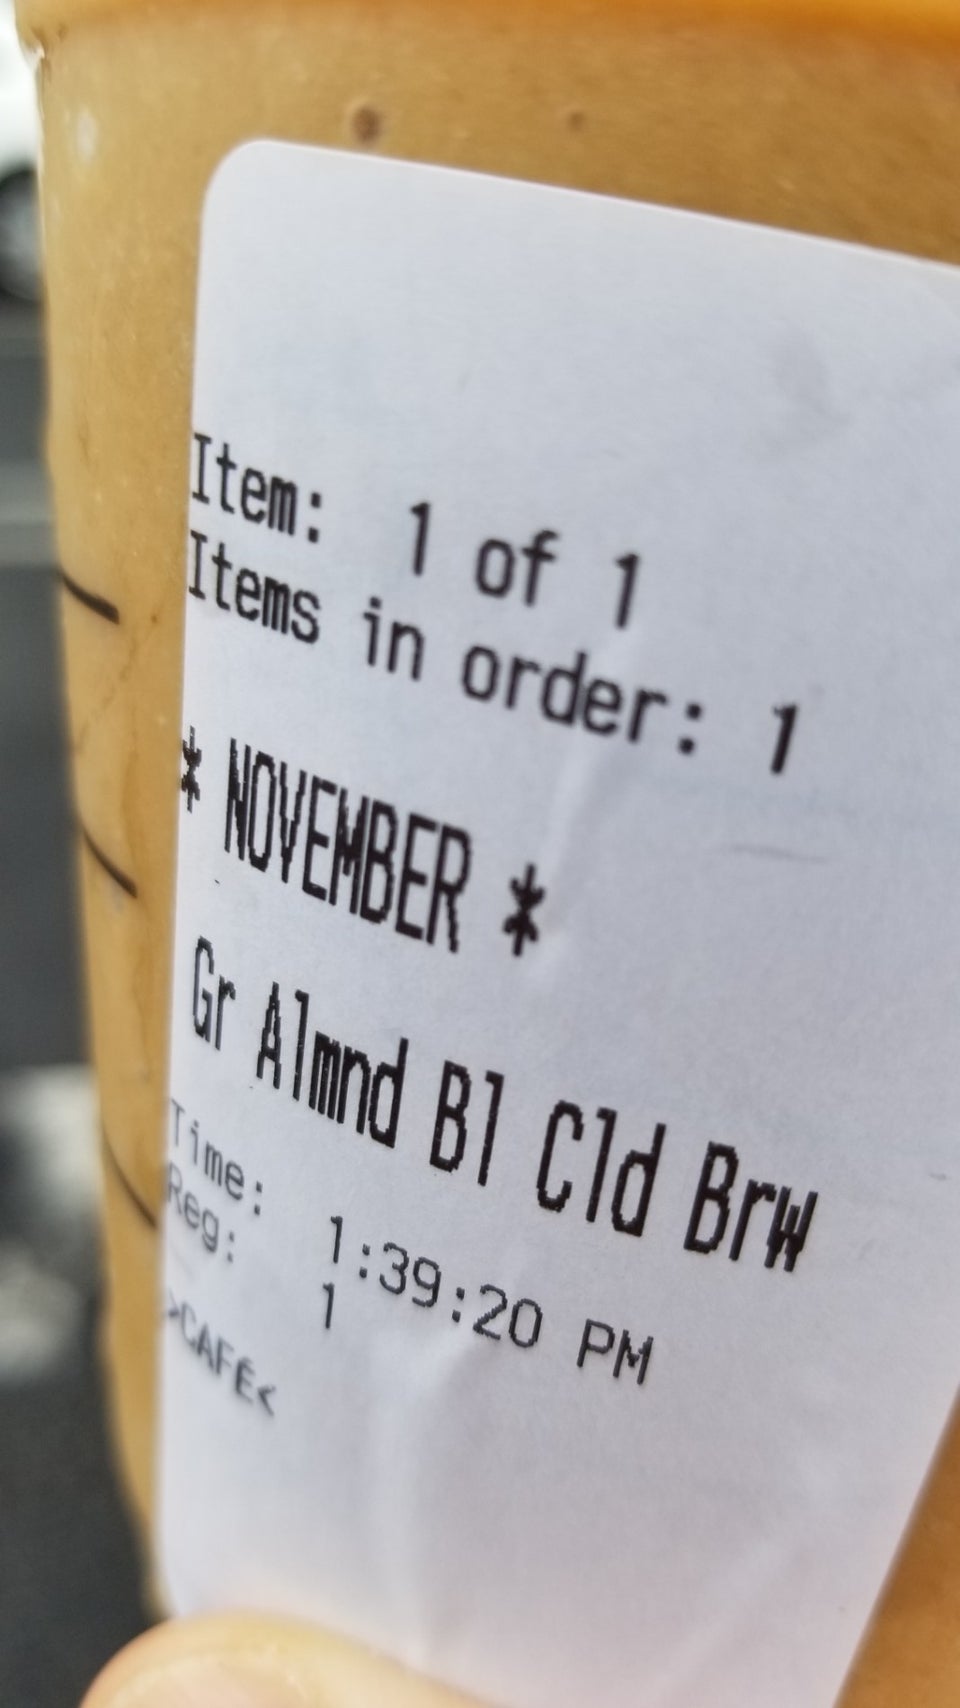 Item: 1 of 1
Items in order: 1
* NOVEMBER *
Gr Almnd Bl Cld Brw
Time: 1:39:20 PM
Reg: 1
>CAFÉ<